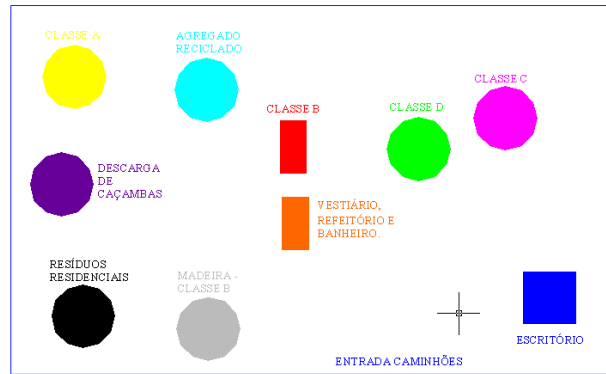 CLASSE A
AGREGADO
RECICLADO
CLASSE B
CLASSE D
CLASSE C
DESCARGA
DE
CAÇAMBAS
VESTIÁRIO,
REFEITÓRIO E
BANHEIRO.
RESÍDUOS
RESIDENCIAIS
MADEIRA -
CLASSE B
ESCRITÓRIO
ENTRADA CAMINHÕES